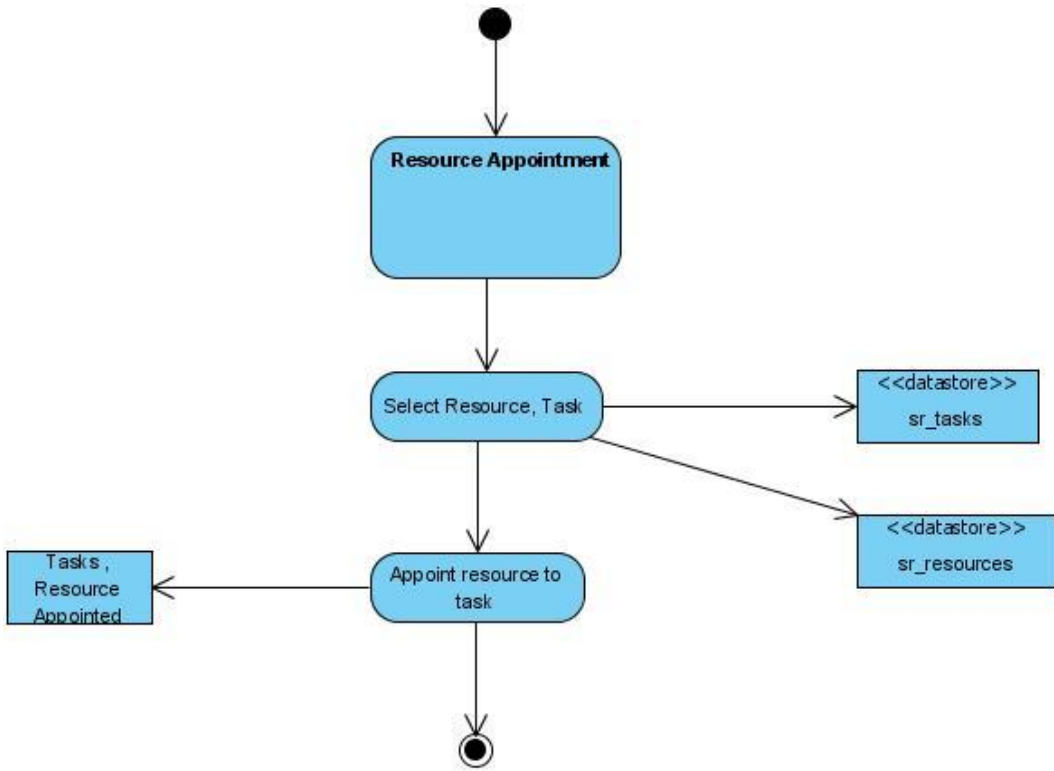 Resource Appointment
Select Resource, Task
<<datastore>>
sr_tasks
<<datastore>>
sr_resources
Tasks ,
Resource
Appointed
Appoint resource to
task